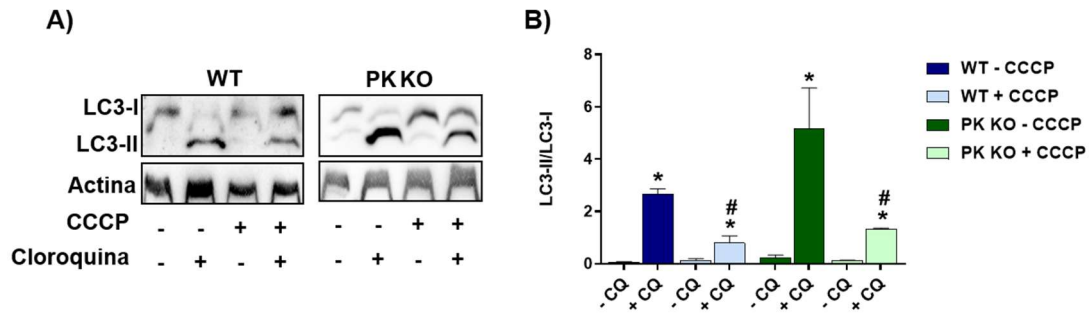 A)
WT PK KO
LC3-I
LC3-II
Actina
CCCP - - + + - - + +
Cloroquina - + - + - + - +
B)
LC3-II/LC3-I
8
6
4
2
0
*
#
*
*
#
*
- CQ + CQ - CQ + CQ - CQ + CQ - CQ + CQ
WT - CCCP
WT + CCCP
PK KO - CCCP
PK KO + CCCP